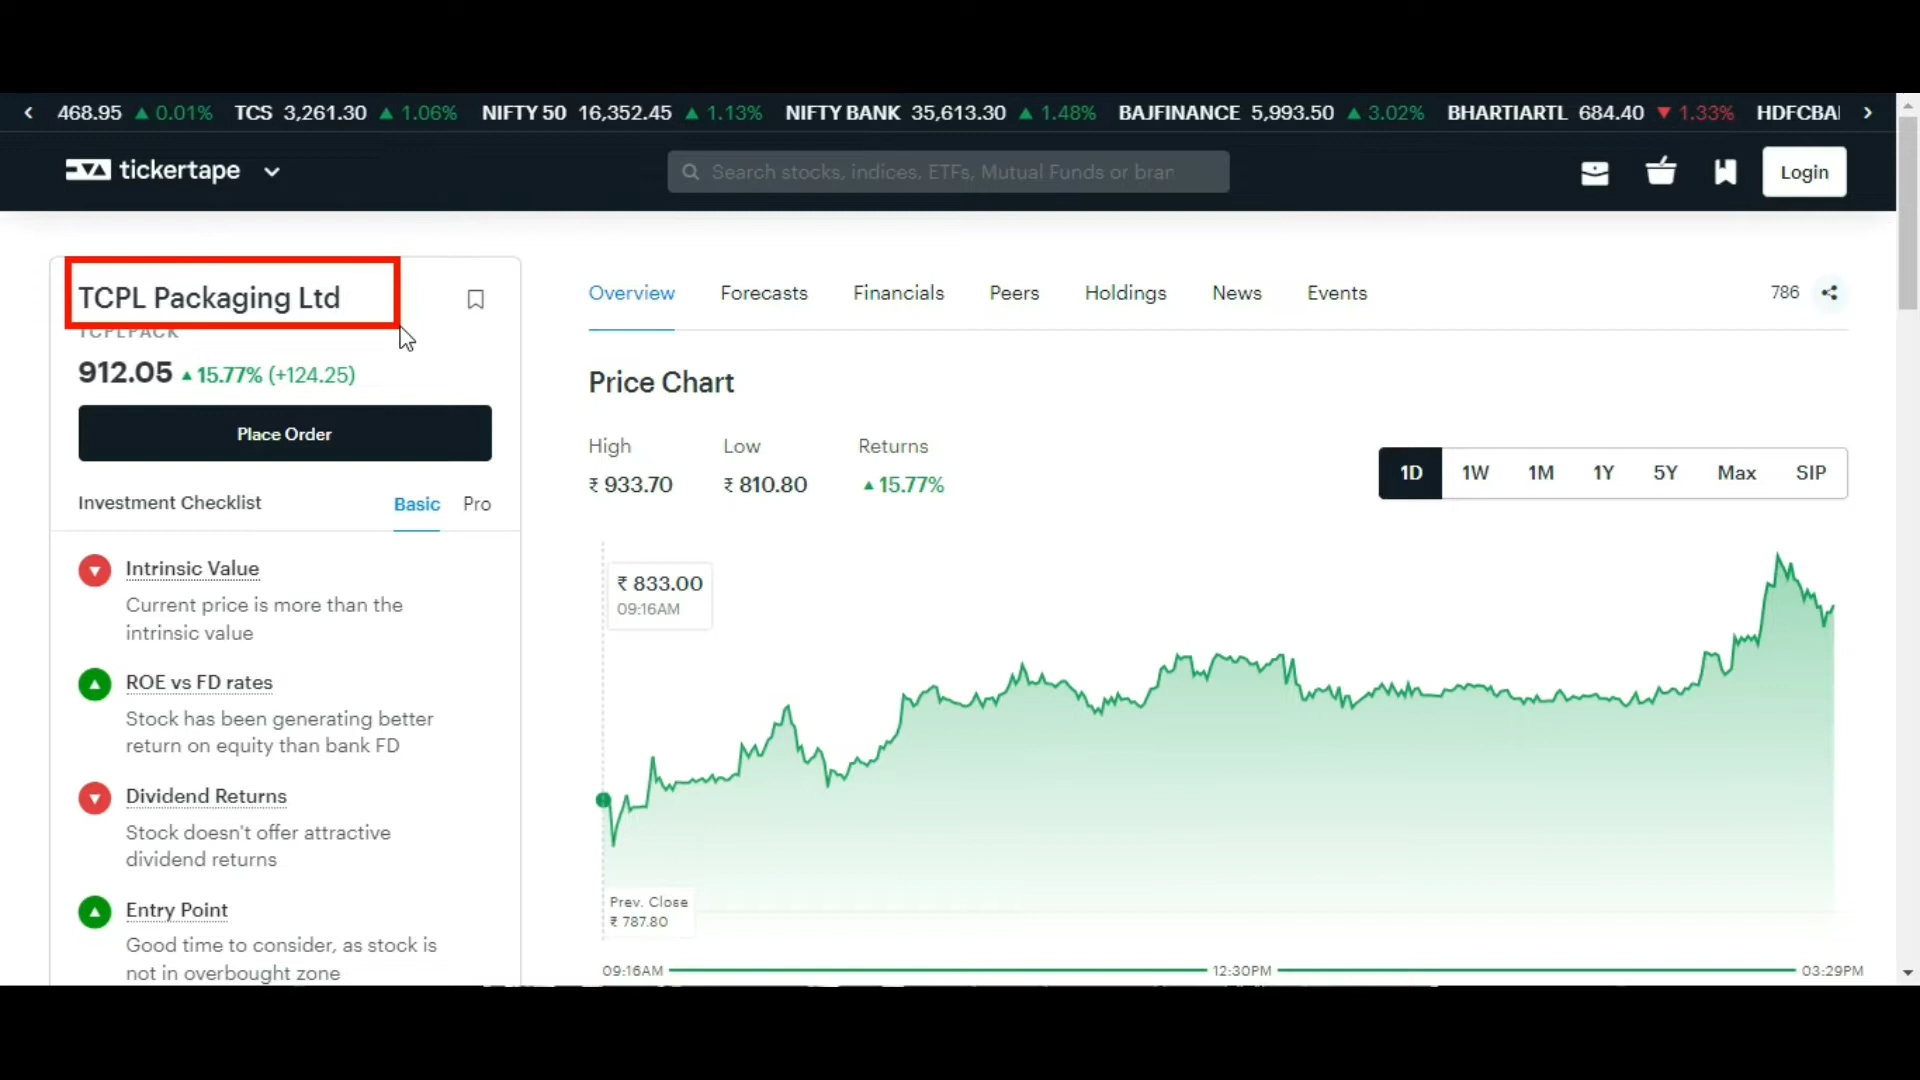 468.95 ▲ 0.01% TCS 3,261.30 ▲ 1.06% NIFTY 50 16,352.45 ▲ 1.13% NIFTY BANK 35,613.30 ▲ 1.48% BAJFINANCE 5,993.50 ▲ 3.02% BHARTIARTL 684.40 ▼ 1.33% HDFCBA
tickertape
Search stocks, indices, ETFs, Mutual Funds or brar
Login
TCPL Packaging Ltd
TCPLPACK
912.05 ▲ 15.77% (+124.25)
Place Order
Investment Checklist Basic Pro
Intrinsic Value
Current price is more than the
intrinsic value
ROE vs FD rates
Stock has been generating better
return on equity than bank FD
Dividend Returns
Stock doesn't offer attractive
dividend returns
Entry Point
Good time to consider, as stock is
not in overbought zone
Overview Forecasts Financials Peers Holdings News Events 786
Price Chart
High Low Returns
₹ 933.70 ₹ 810.80 ▲ 15.77%
1D 1W 1M 1Y 5Y Max SIP
₹ 833.00
09:16AM
Prev. Close
₹ 787.80
09:16AM 12:30PM 03:29PM